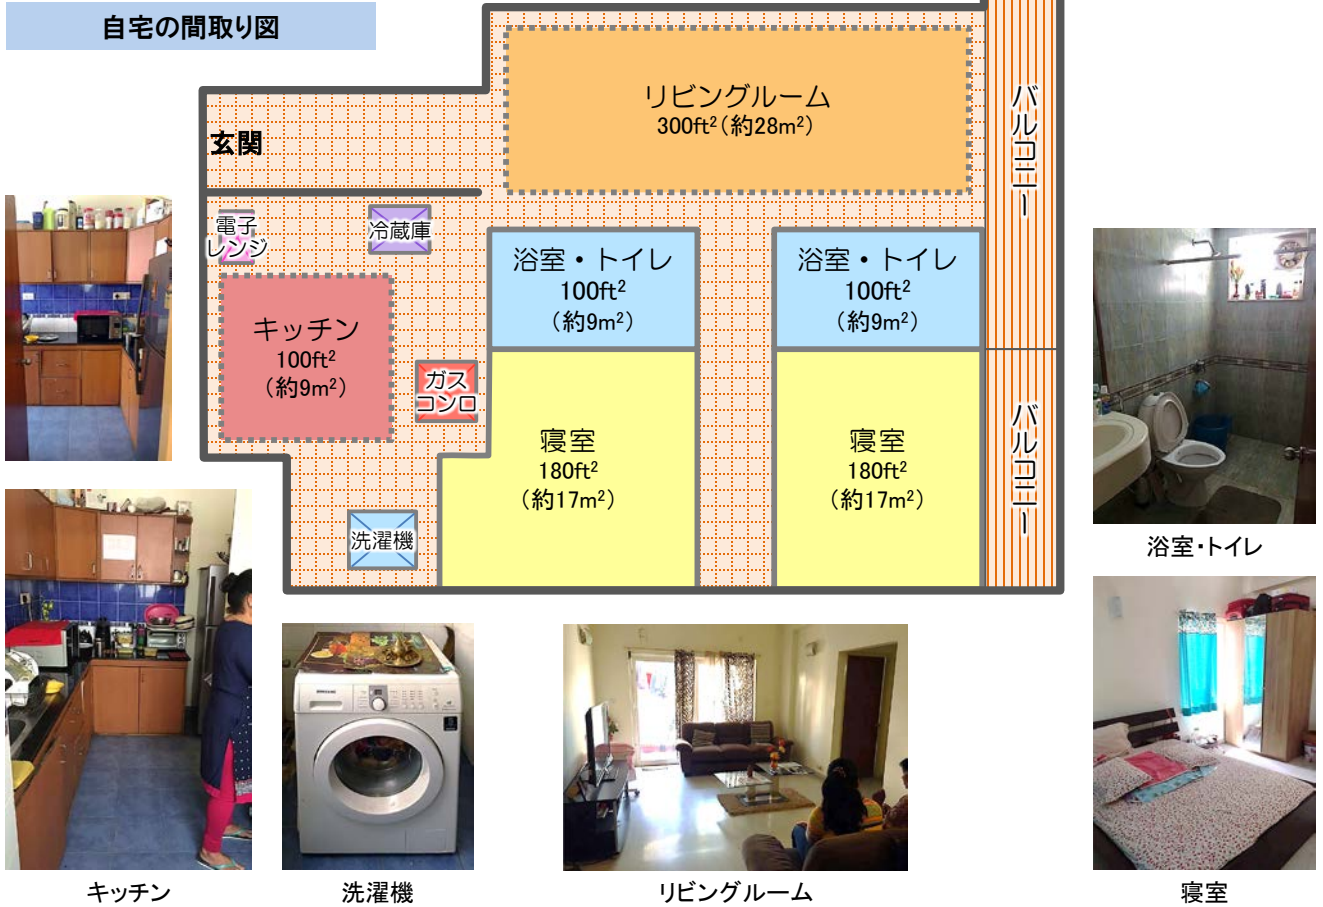 自宅の間取り図
リビングルーム
300ft²(約28m²)
バルコニー
玄関
電子
レンジ
冷蔵庫
浴室・トイレ
100ft²
(約9m²)
浴室・トイレ
100ft²
(約9m²)
キッチン
100ft²
(約9m²)
ガス
コンロ
寝室
180ft²
(約17m²)
寝室
180ft²
(約17m²)
バルコニー
洗濯機
浴室・トイレ
キッチン
SAMSUNG
洗濯機
リビングルーム
寝室